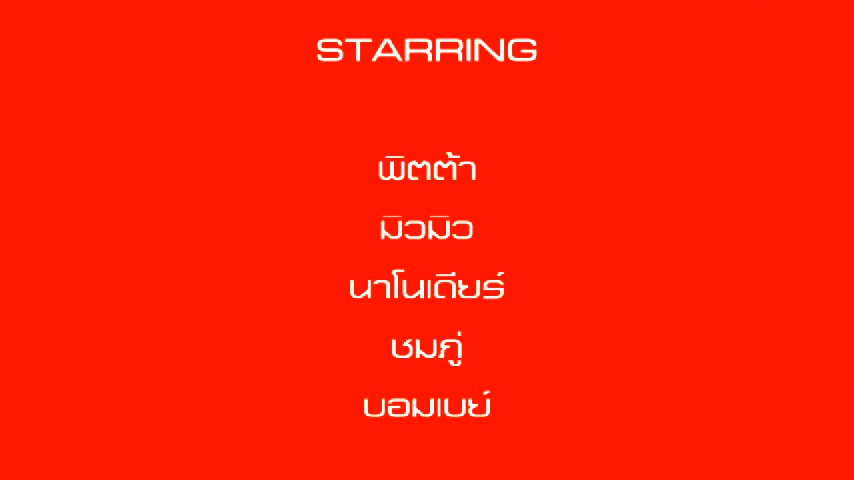 STARRING
พิตต้า
มิวมิว
นาโนเดียร์
ชมภู่
บอมเบย์